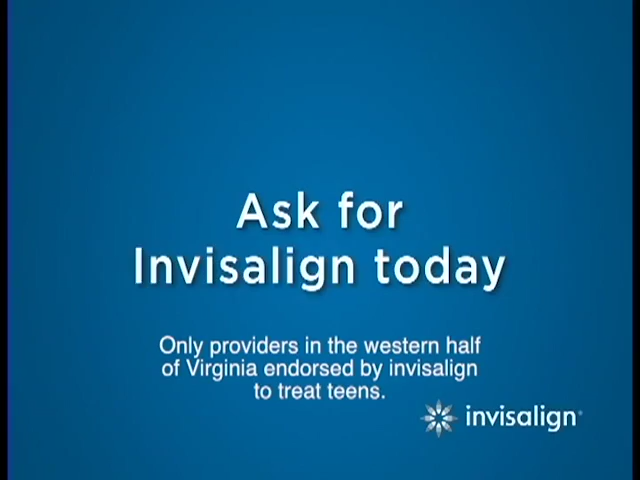 Ask for
Invisalign today
Only providers in the western half
of Virginia endorsed by invisalign
to treat teens.
invisalign